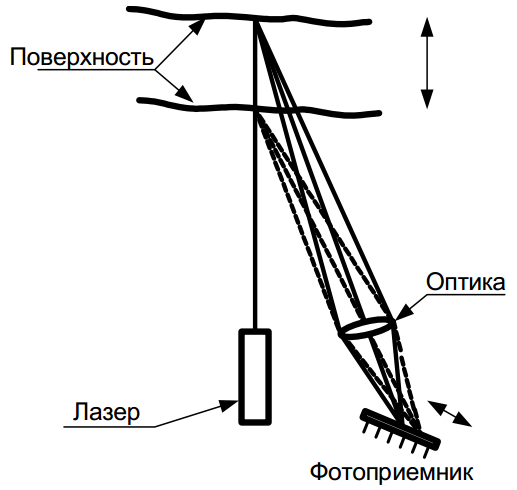 Поверхность
Оптика
Лазер
Фотоприемник